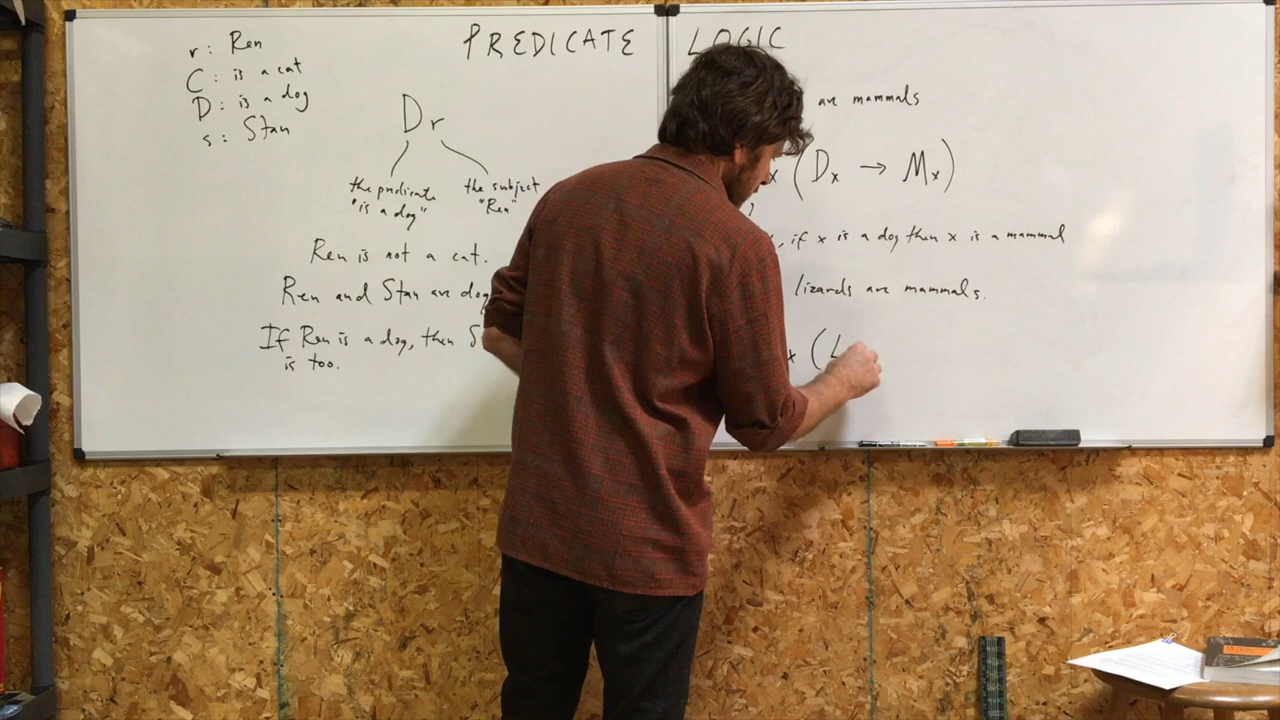 PREDICATE LOGIC
r: Ren
C: is a cat
D: is a dog
s: Stan
Dr
the predicate "is a dog"
the subject "Ren"
Ren is not a cat.
Ren and Stan are dog
If Ren is a dog, then S
is too.
are mammals
x (Dx → Mx)
, if x is a dog then x is a mammal
lizards are mammals.
x (L